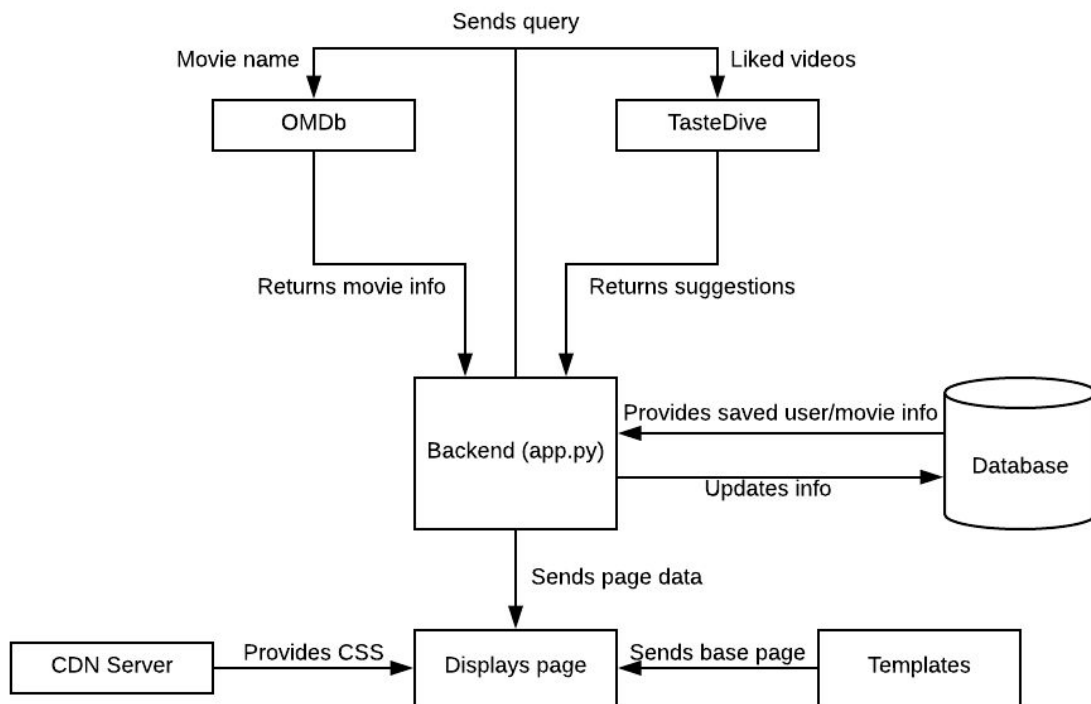 Sends query
Movie name
Liked videos
OMDb
TasteDive
Returns movie info
Returns suggestions
Provides saved user/movie info
Backend (app.py)
Database
Updates info
Sends page data
CDN Server
Provides CSS
Displays page
Sends base page
Templates